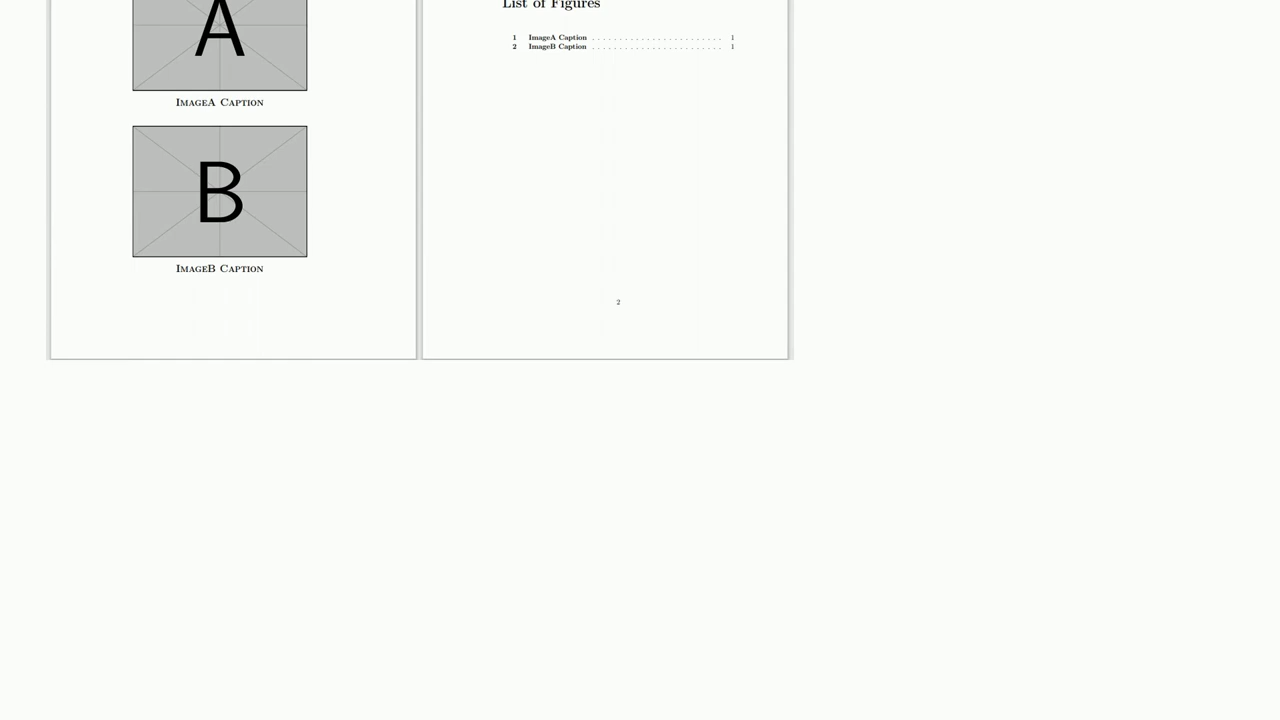 A
IMAGEA CAPTION
B
IMAGEB CAPTION
List of Figures
1 ImageA Caption . . . . . . . . . . . . . . . . . . . . . . . . 1
2 ImageB Caption . . . . . . . . . . . . . . . . . . . . . . . . 1
2